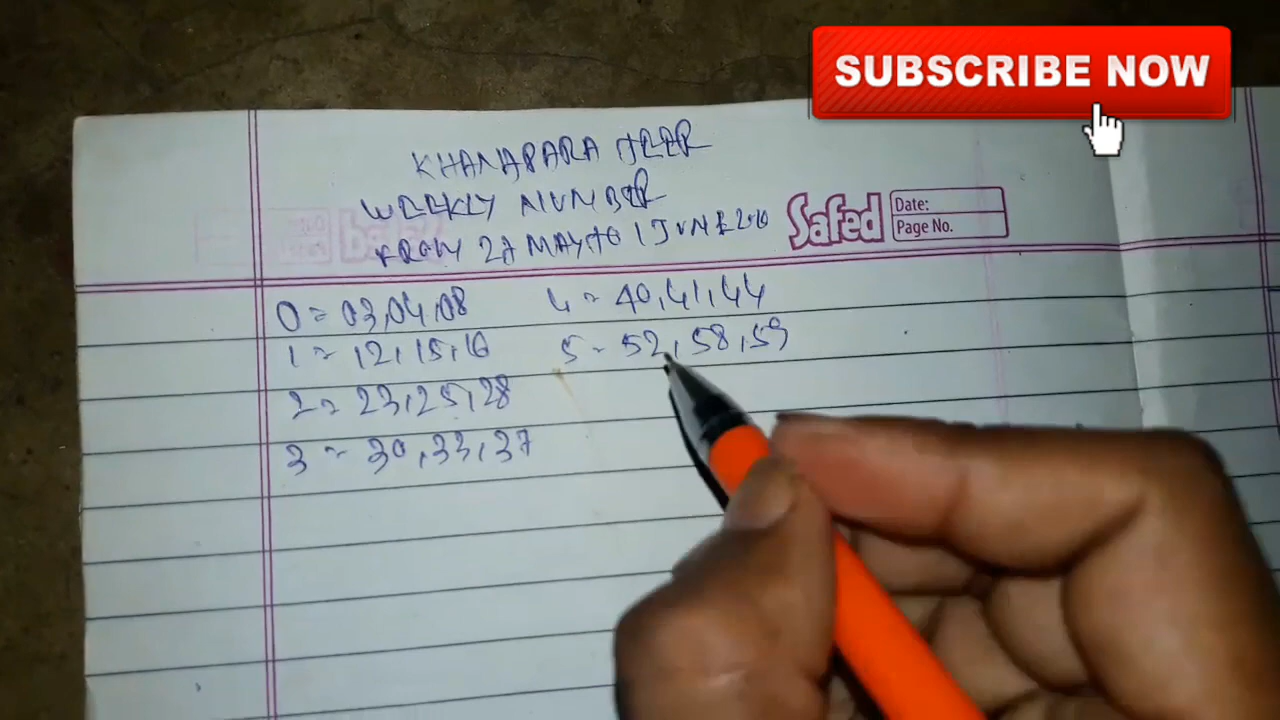 SUBSCRIBE NOW
KHANAPARA TEER
WEEKLY NUMBER
FROM 27 MAY TO 1 JUNE
Safed
Date:
Page No.
0 = 03,04,08
1 = 12,15,16
2 = 23,25,28
3 = 30,33,37
4 = 40,41,44
5 = 52,58,59